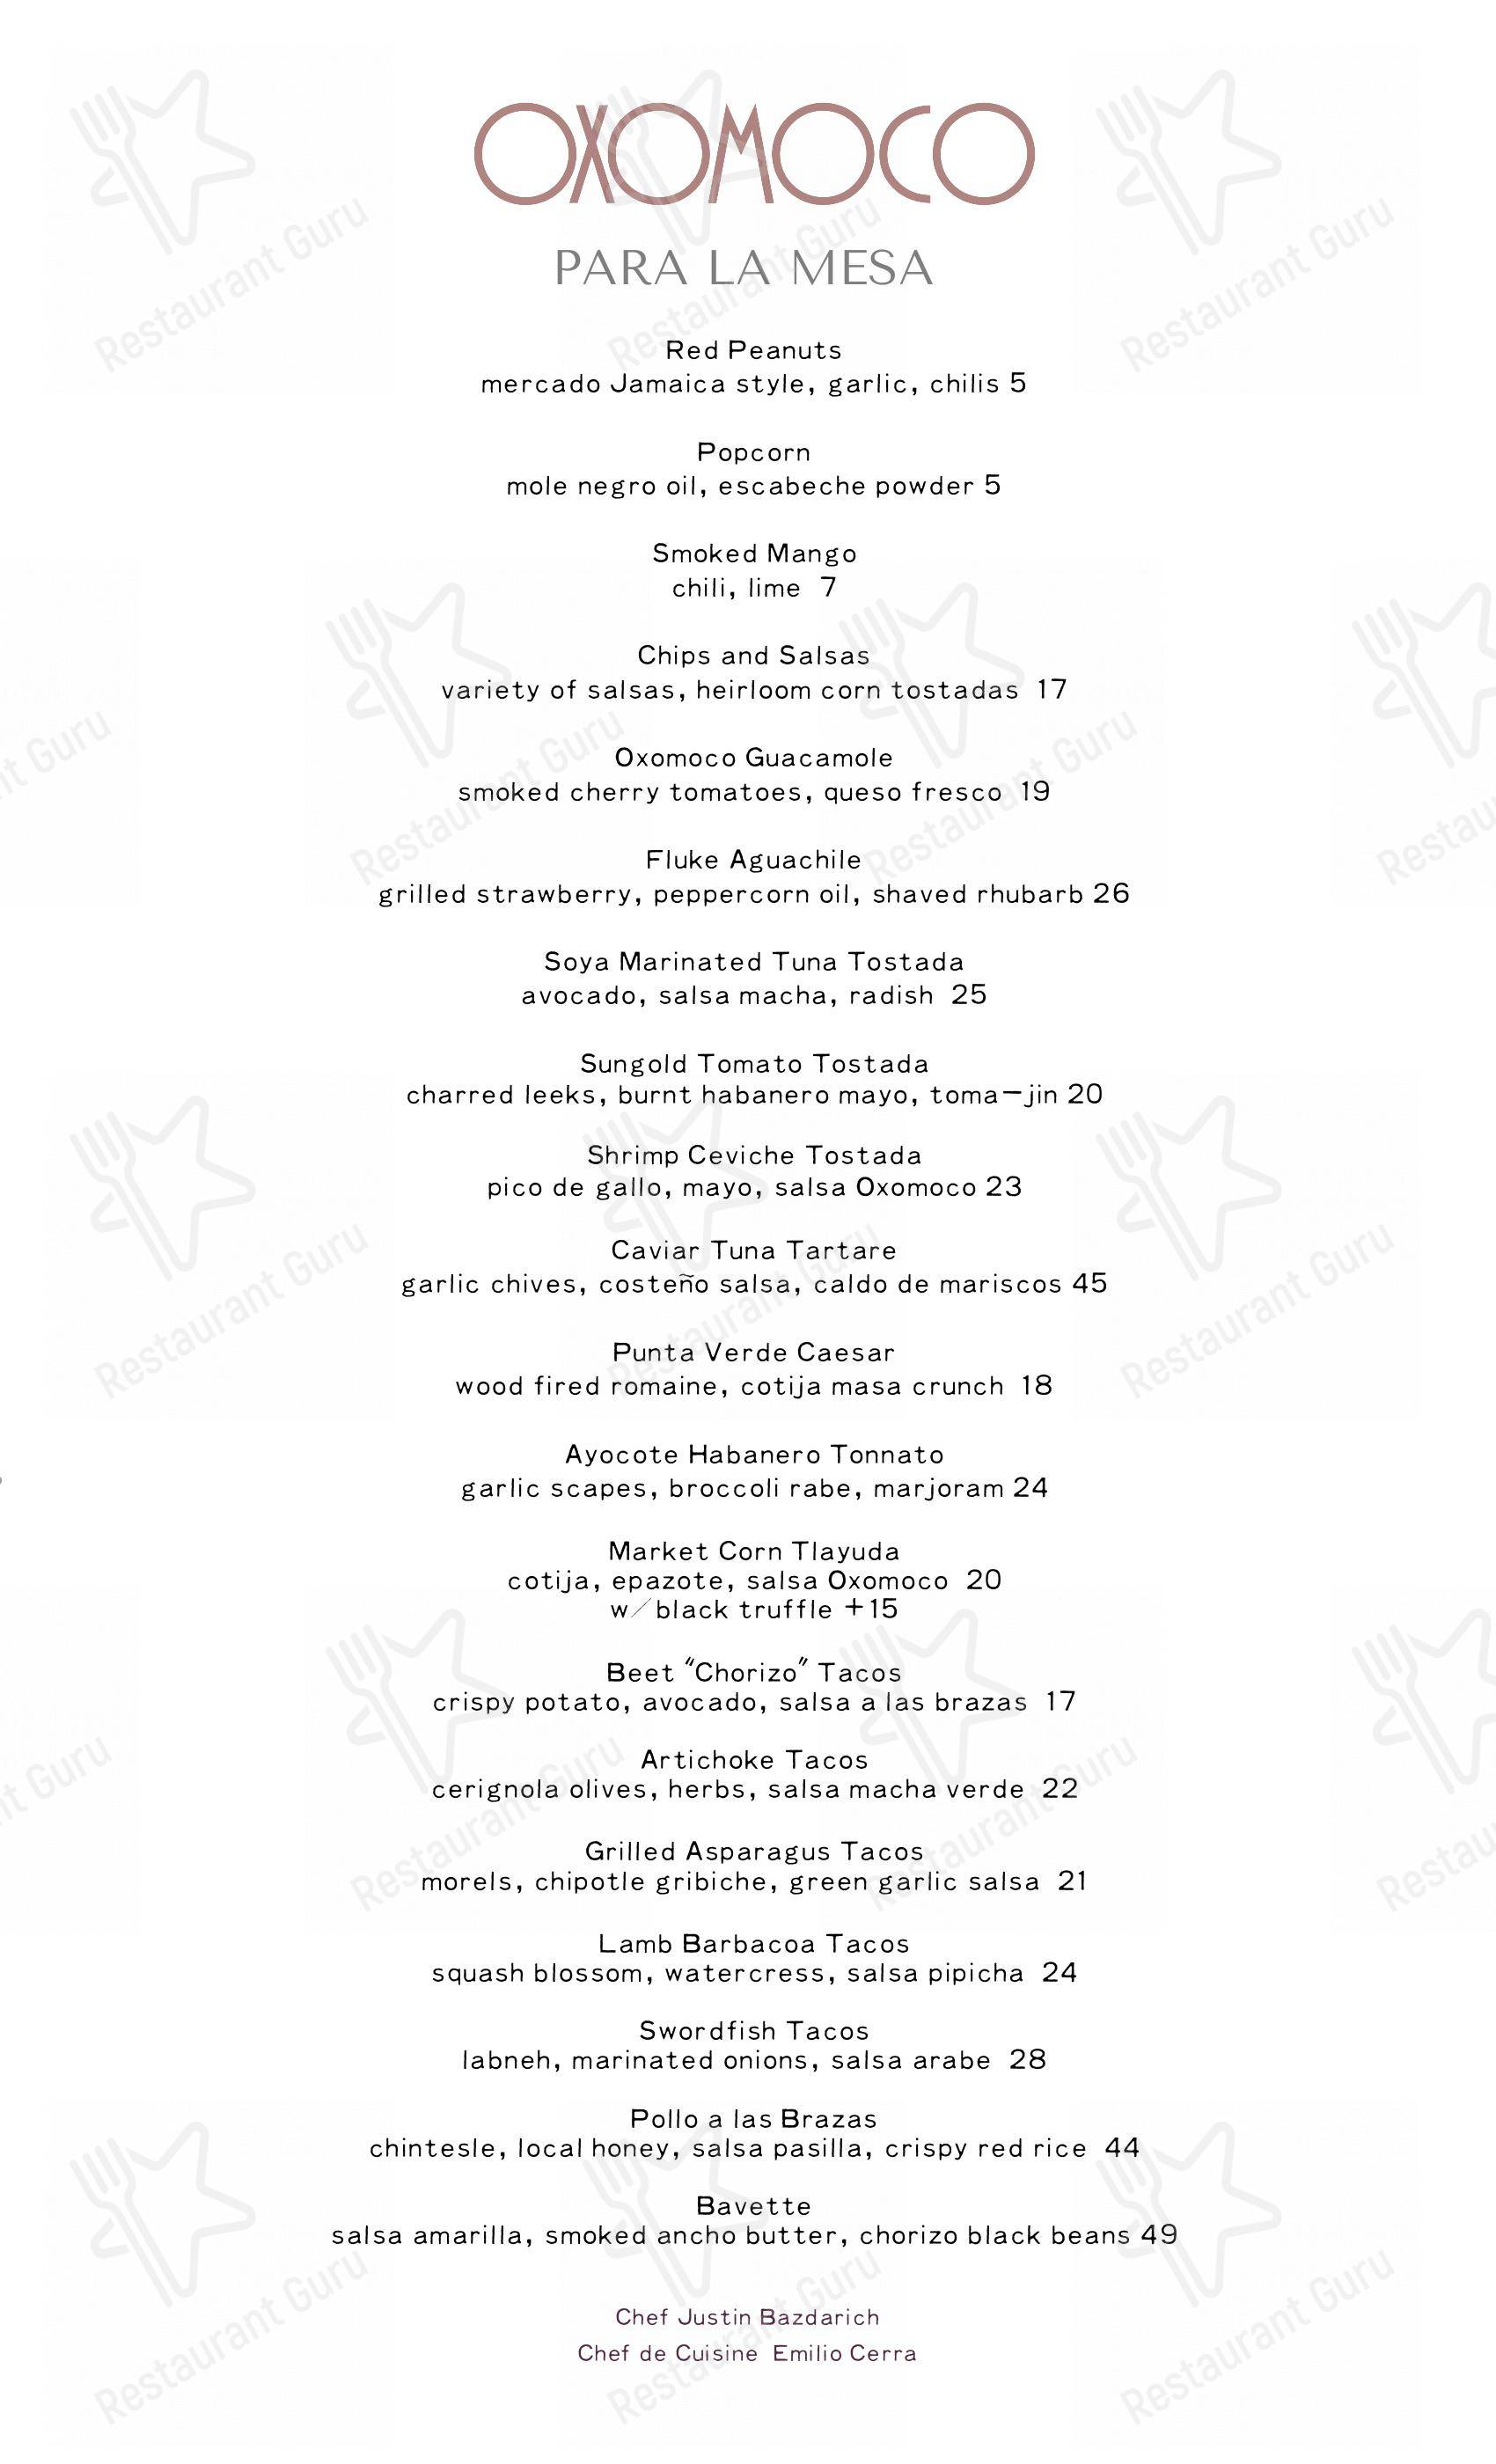 OXOMOCO
PARA LA MESA
Red Peanuts
mercado Jamaica style, garlic, chilis 5
Popcorn
mole negro oil, escabeche powder 5
Smoked Mango
chili, lime 7
Chips and Salsas
variety of salsas, heirloom corn tostadas 17
Oxomoco Guacamole
smoked cherry tomatoes, queso fresco 19
Fluke Aguachile
grilled strawberry, peppercorn oil, shaved rhubarb 26
Soya Marinated Tuna Tostada
avocado, salsa macha, radish 25
Sungold Tomato Tostada
charred leeks, burnt habanero mayo, toma-jin 20
Shrimp Ceviche Tostada
pico de gallo, mayo, salsa Oxomoco 23
Caviar Tuna Tartare
garlic chives, costeño salsa, caldo de mariscos 45
Punta Verde Caesar
wood fired romaine, cotija masa crunch 18
Ayocote Habanero Tonnato
garlic scapes, broccoli rabe, marjoram 24
Market Corn Tlayuda
cotija, epazote, salsa Oxomoco 20
w/black truffle +15
Beet "Chorizo" Tacos
crispy potato, avocado, salsa a las brazas 17
Artichoke Tacos
cerignola olives, herbs, salsa macha verde 22
Grilled Asparagus Tacos
morels, chipotle gribiche, green garlic salsa 21
Lamb Barbacoa Tacos
squash blossom, watercress, salsa pipicha 24
Swordfish Tacos
labneh, marinated onions, salsa arabe 28
Pollo a las Brazas
chintesle, local honey, salsa pasilla, crispy red rice 44
Bavette
salsa amarilla, smoked ancho butter, chorizo black beans 49
Chef Justin Bazdarich
Chef de Cuisine Emilio Cerra
Restaurant Guru